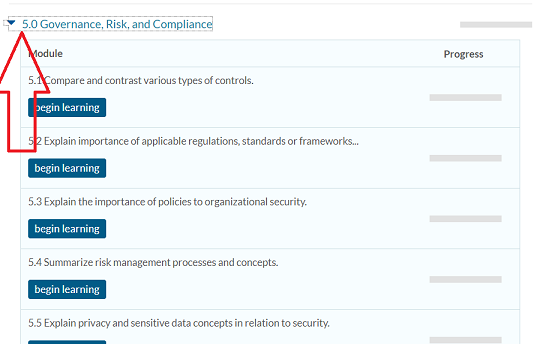 5.0 Governance, Risk, and Compliance
Module Progress
5.1 Compare and contrast various types of controls.
begin learning
5.2 Explain importance of applicable regulations, standards or frameworks...
begin learning
5.3 Explain the importance of policies to organizational security.
begin learning
5.4 Summarize risk management processes and concepts.
begin learning
5.5 Explain privacy and sensitive data concepts in relation to security.